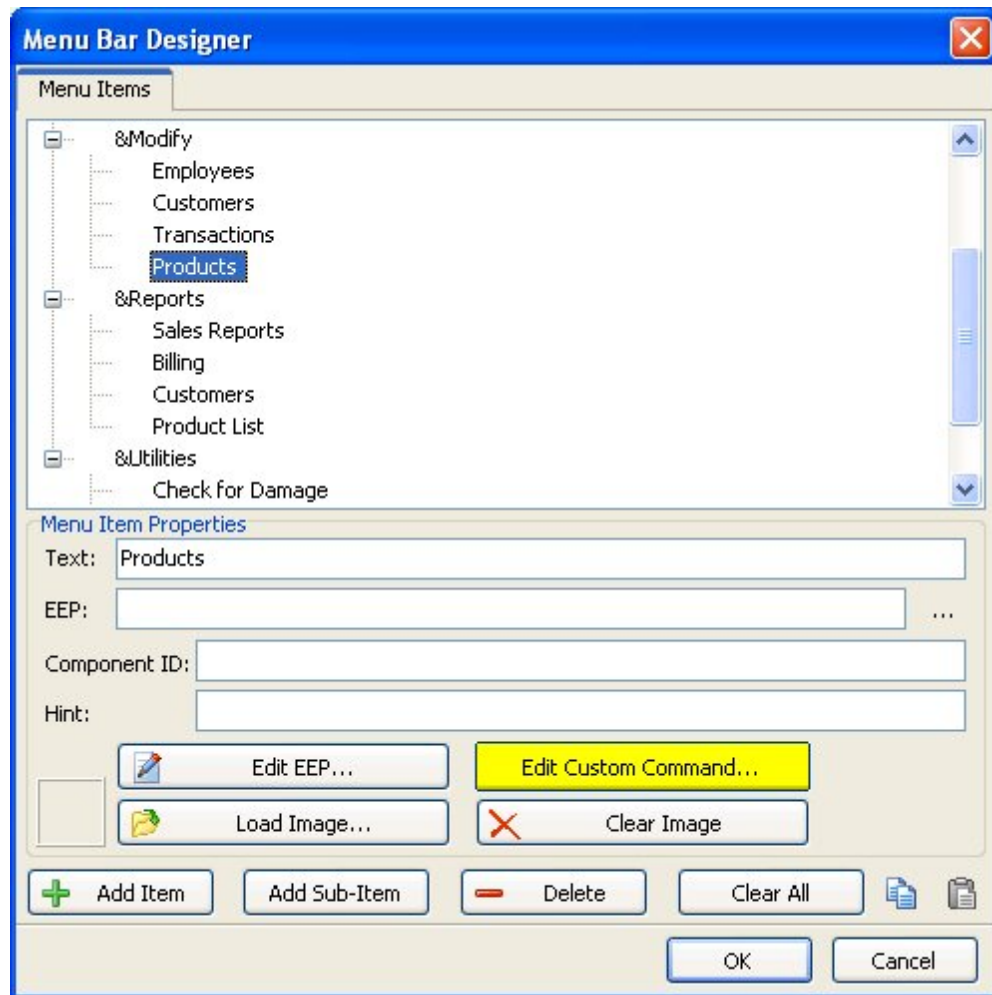 Menu Bar Designer
Menu Items
&Modify
Employees
Customers
Transactions
Products
&Reports
Sales Reports
Billing
Customers
Product List
&Utilities
Check for Damage
Menu Item Properties
Text: Products
EEP: ...
Component ID:
Hint:
Edit EEP... Edit Custom Command...
Load Image... Clear Image
Add Item Add Sub-Item Delete Clear All
OK Cancel